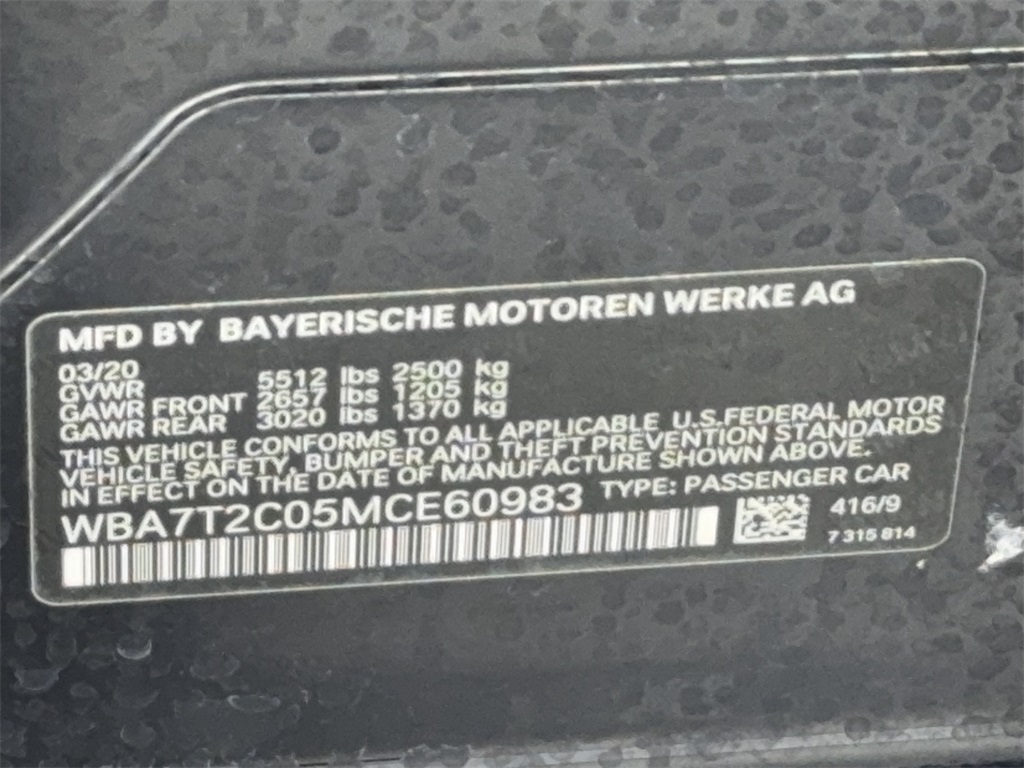 MFD BY BAYERISCHE MOTOREN WERKE AG
03/20
GVWR 5512 lbs 2500 kg
GAWR FRONT 2657 lbs 1205 kg
GAWR REAR 3020 lbs 1370 kg
THIS VEHICLE CONFORMS TO ALL APPLICABLE U.S.FEDERAL MOTOR
VEHICLE SAFETY, BUMPER AND THEFT PREVENTION STANDARDS
IN EFFECT ON THE DATE OF MANUFACTURE SHOWN ABOVE.
WBA7T2C05MCE60983 TYPE: PASSENGER CAR
416/9
7 315 814